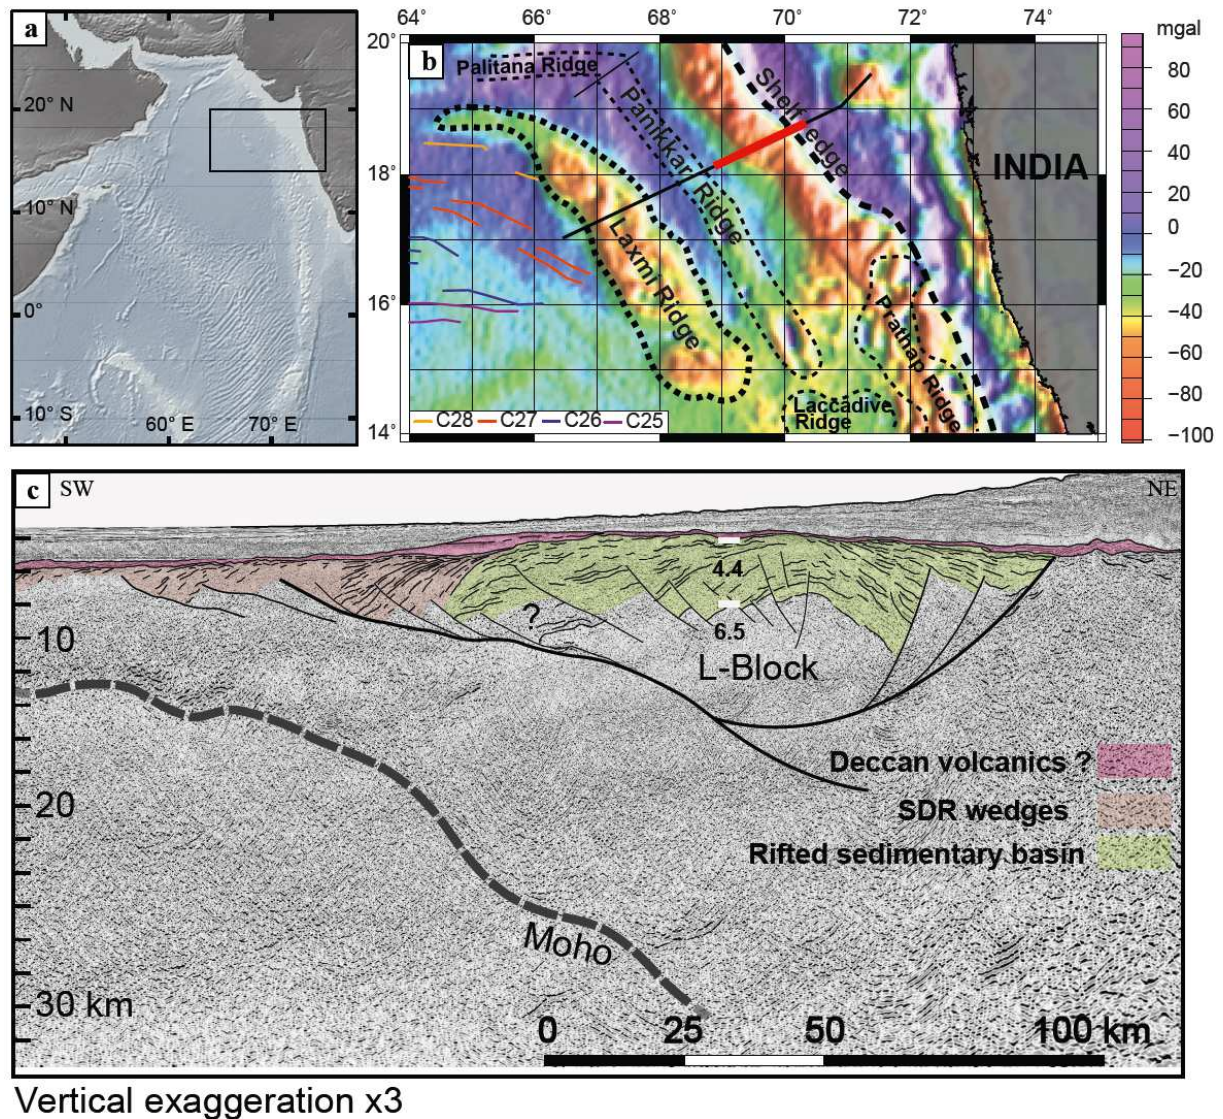 a
20° N
10° N
0°
10° S
60° E
70° E
64° 66° 68° 70° 72° 74°
20°
18°
16°
14°
b
Palitana Ridge
Panikkar Ridge
Shelf edge
Laxmi Ridge
Prathap Ridge
Laccadive
Ridge
INDIA
C28 C27 C26 C25
mgal
80
60
40
20
0
−20
−40
−60
−80
−100
c SW NE
4.4
?
6.5
L-Block
10
20
30 km
Moho
Deccan volcanics ?
SDR wedges
Rifted sedimentary basin
0 25 50 100 km
Vertical exaggeration x3